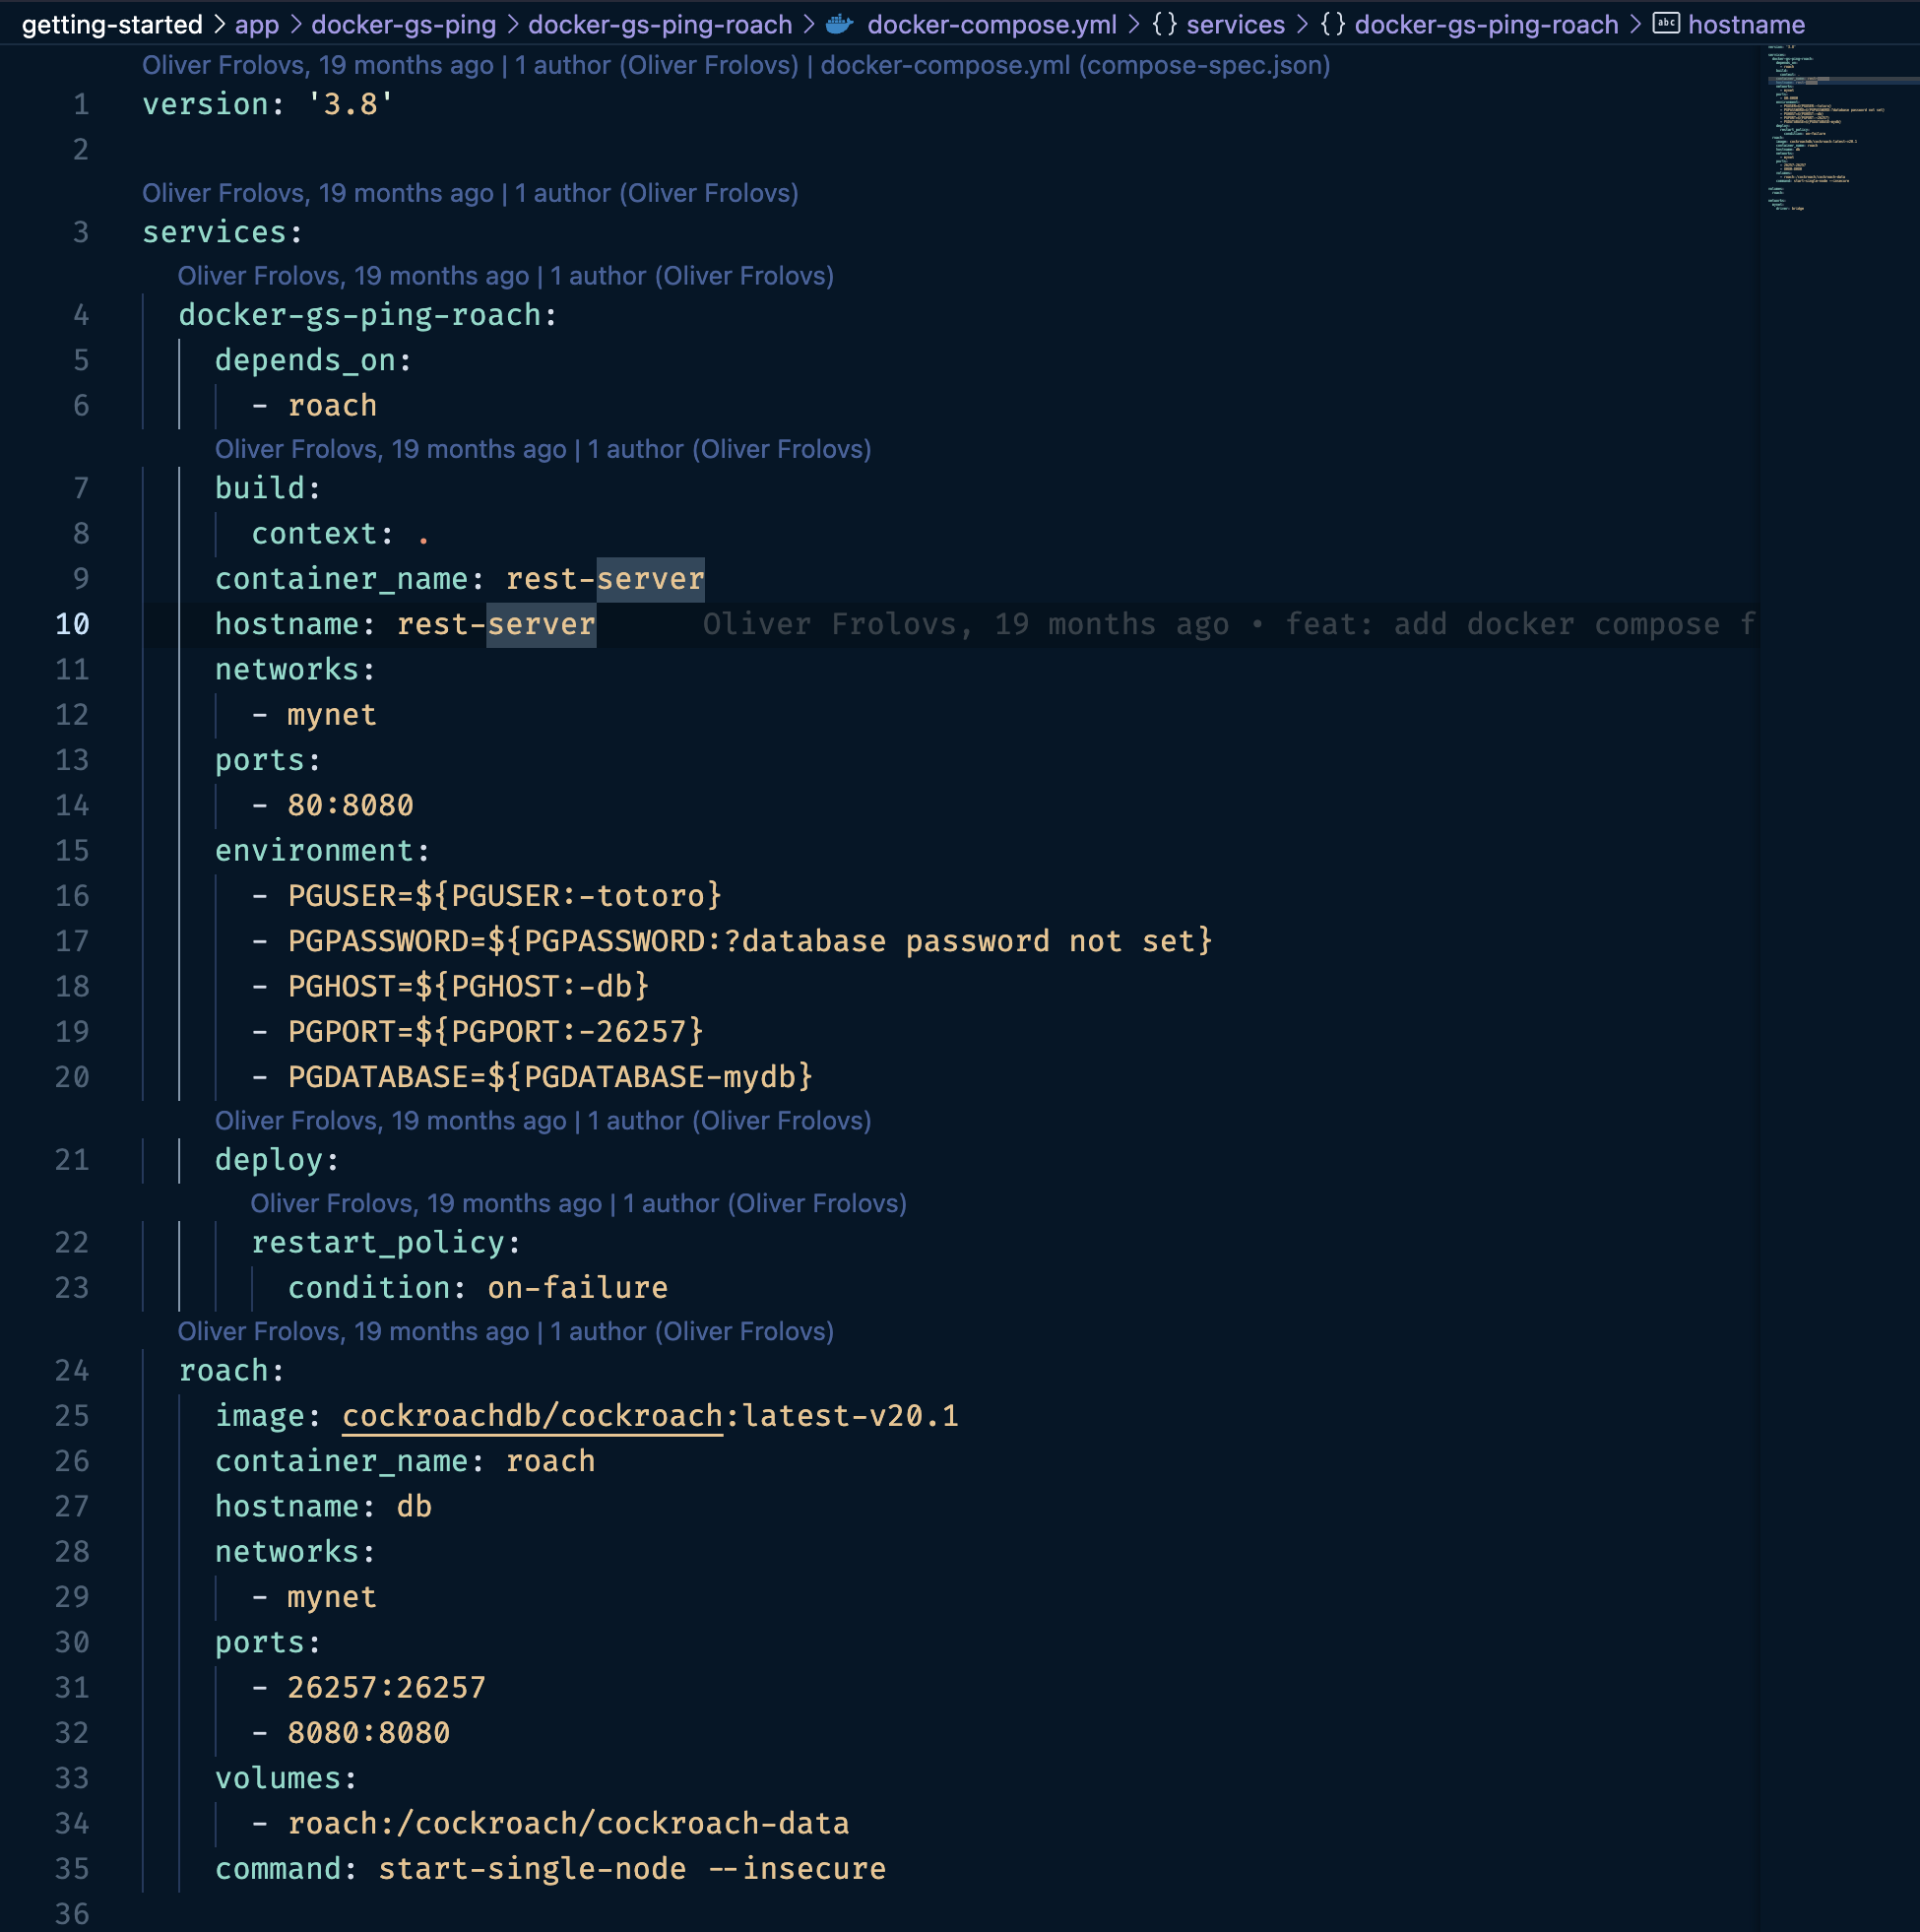 getting-started > app > docker-gs-ping > docker-gs-ping-roach > docker-compose.yml > {} services > {} docker-gs-ping-roach > abc hostname
Oliver Frolovs, 19 months ago | 1 author (Oliver Frolovs) | docker-compose.yml (compose-spec.json)
1 version: '3.8'
2
Oliver Frolovs, 19 months ago | 1 author (Oliver Frolovs)
3 services:
Oliver Frolovs, 19 months ago | 1 author (Oliver Frolovs)
4   docker-gs-ping-roach:
5     depends_on:
6       - roach
Oliver Frolovs, 19 months ago | 1 author (Oliver Frolovs)
7     build:
8       context: .
9     container_name: rest-server
10     hostname: rest-server      Oliver Frolovs, 19 months ago • feat: add docker compose f
11     networks:
12       - mynet
13     ports:
14       - 80:8080
15     environment:
16       - PGUSER=${PGUSER:-totoro}
17       - PGPASSWORD=${PGPASSWORD:?database password not set}
18       - PGHOST=${PGHOST:-db}
19       - PGPORT=${PGPORT:-26257}
20       - PGDATABASE=${PGDATABASE-mydb}
Oliver Frolovs, 19 months ago | 1 author (Oliver Frolovs)
21     deploy:
Oliver Frolovs, 19 months ago | 1 author (Oliver Frolovs)
22       restart_policy:
23         condition: on-failure
Oliver Frolovs, 19 months ago | 1 author (Oliver Frolovs)
24   roach:
25     image: cockroachdb/cockroach:latest-v20.1
26     container_name: roach
27     hostname: db
28     networks:
29       - mynet
30     ports:
31       - 26257:26257
32       - 8080:8080
33     volumes:
34       - roach:/cockroach/cockroach-data
35     command: start-single-node --insecure
36